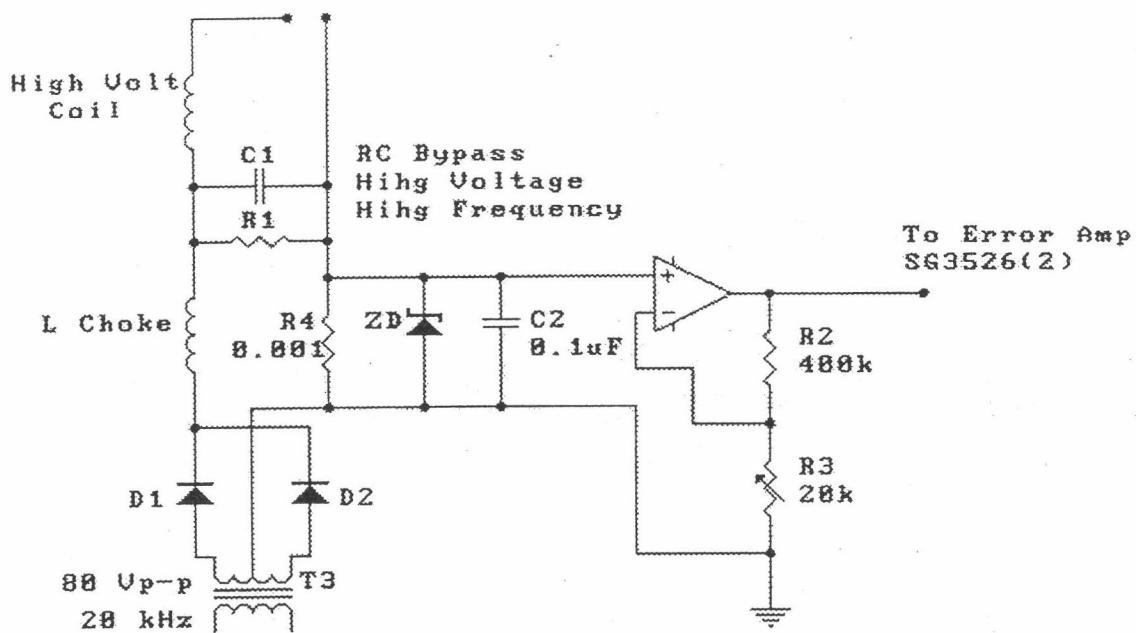 High Volt
Coil
C1
R1
RC Bypass
Hihg Voltage
Hihg Frequency
To Error Amp
SG3526(2)
L Choke
R4
0.001
ZD
C2
0.1uF
+
-
R2
400k
R3
20k
D1
D2
T3
80 Vp-p
20 kHz